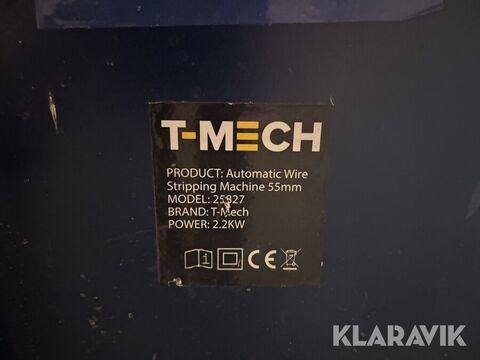 T-MECH
PRODUCT: Automatic Wire
Stripping Machine 55mm
MODEL: 25827
BRAND: T-Mech
POWER: 2.2KW
i
CE
KLARAVIK